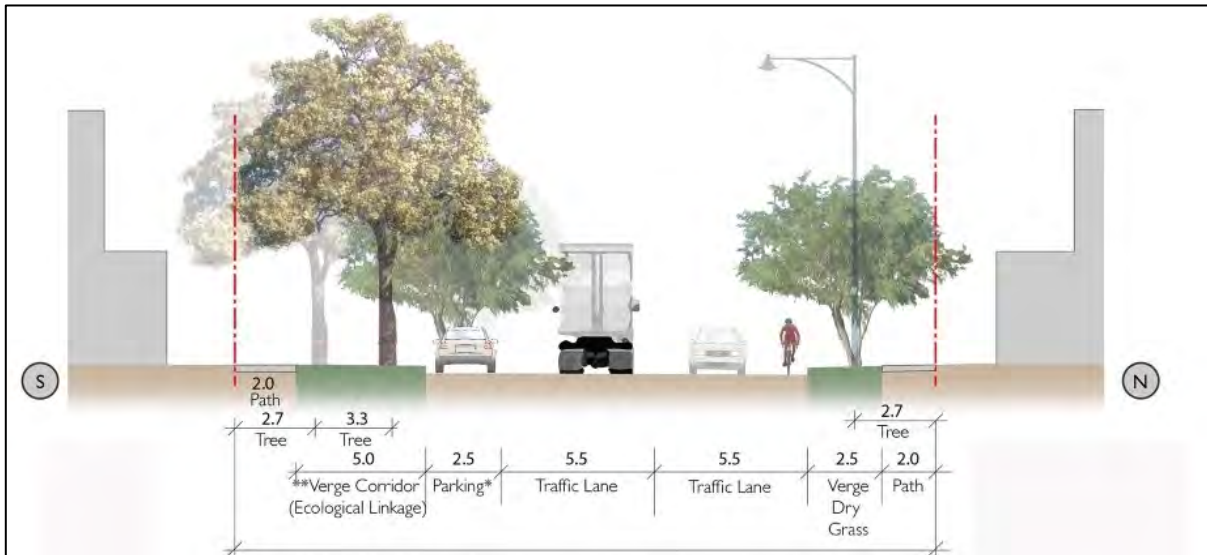 S
N
2.0
Path
2.7
Tree
3.3
Tree
2.7
Tree
5.0
**Verge Corridor
(Ecological Linkage)
2.5
Parking*
5.5
Traffic Lane
5.5
Traffic Lane
2.5
Verge
Dry
Grass
2.0
Path